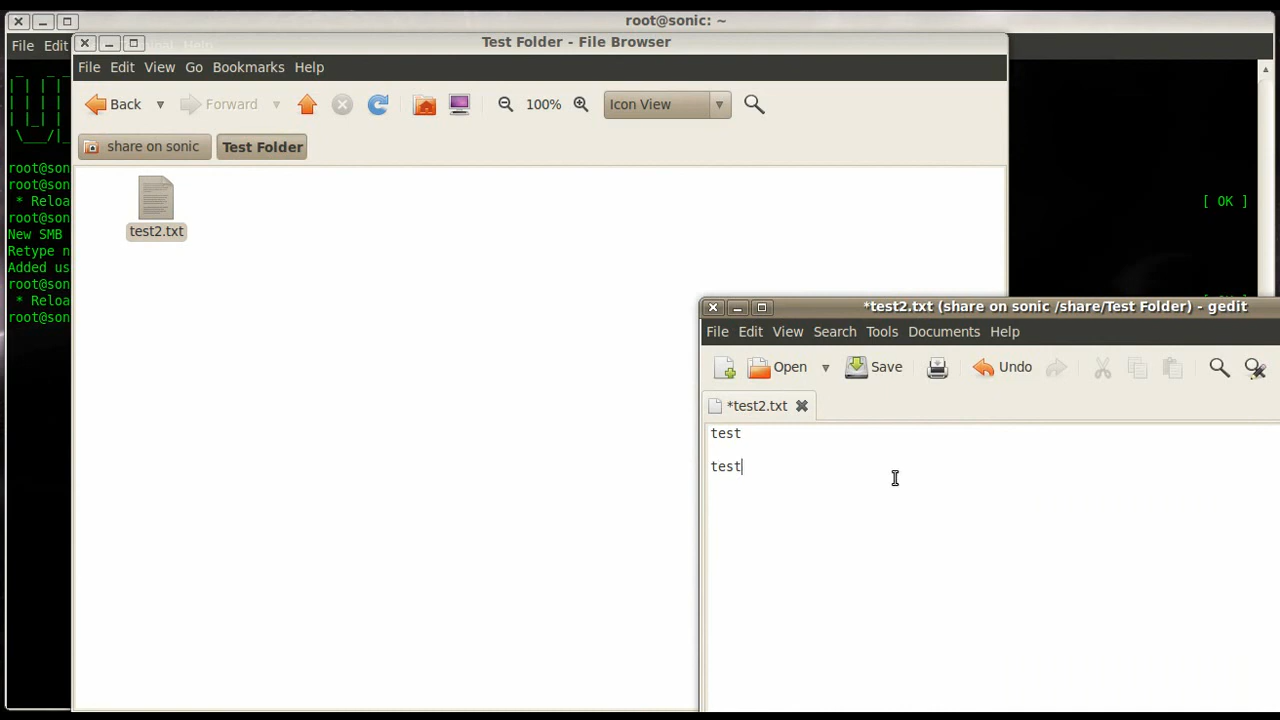 root@sonic: ~
File Edit
Test Folder - File Browser
File Edit View Go Bookmarks Help
Back Forward 100% Icon View
share on sonic Test Folder
test2.txt
root@son
root@son
* Reloa [ OK ]
root@son
New SMB
Retype n
Added us
root@son
* Reloa
root@son
*test2.txt (share on sonic /share/Test Folder) - gedit
File Edit View Search Tools Documents Help
Open Save Undo
*test2.txt
test
test